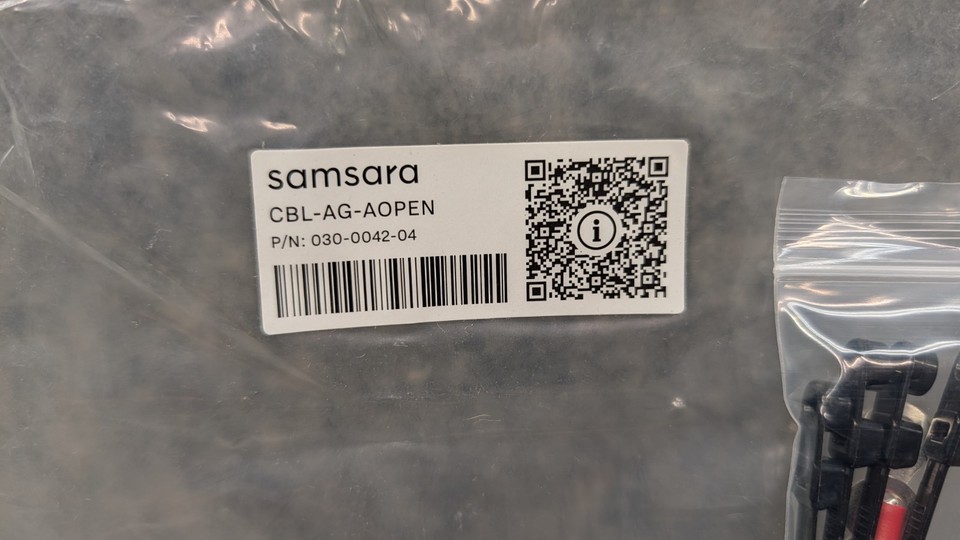 samsara
CBL-AG-AOPEN
P/N: 030-0042-04